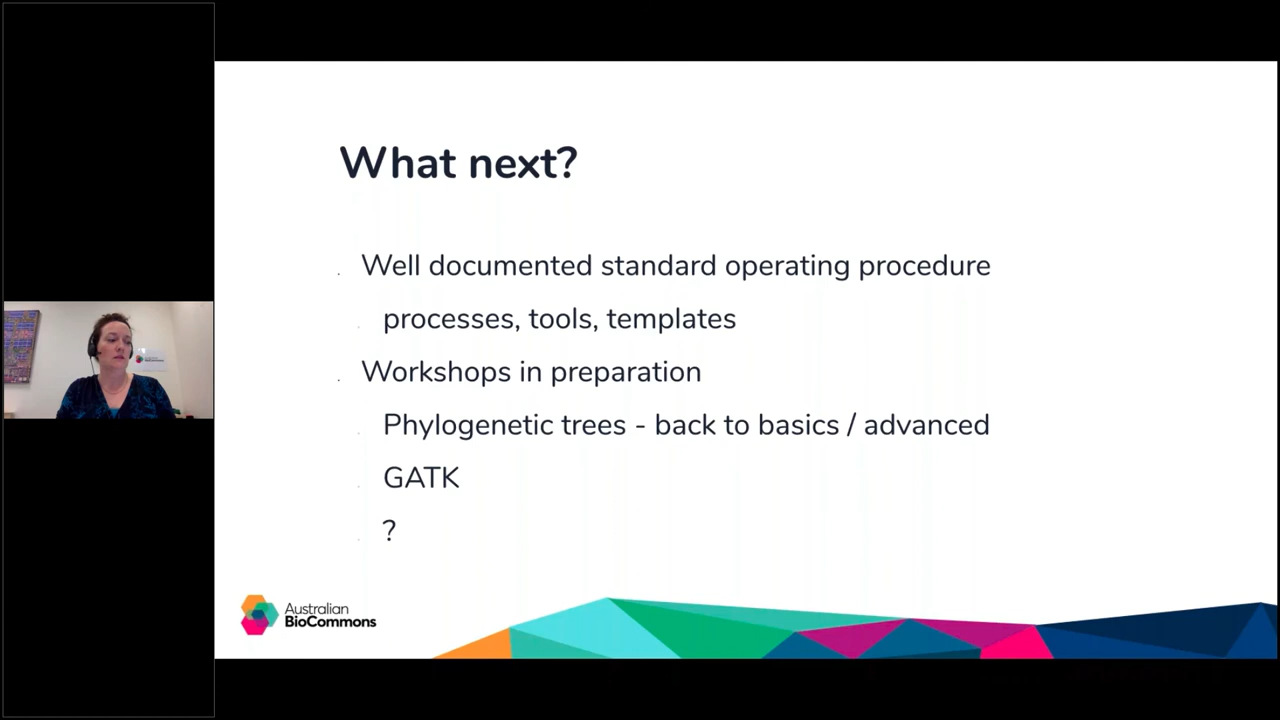 What next?
Well documented standard operating procedure
processes, tools, templates
Workshops in preparation
Phylogenetic trees - back to basics / advanced
GATK
?
Australian
BioCommons